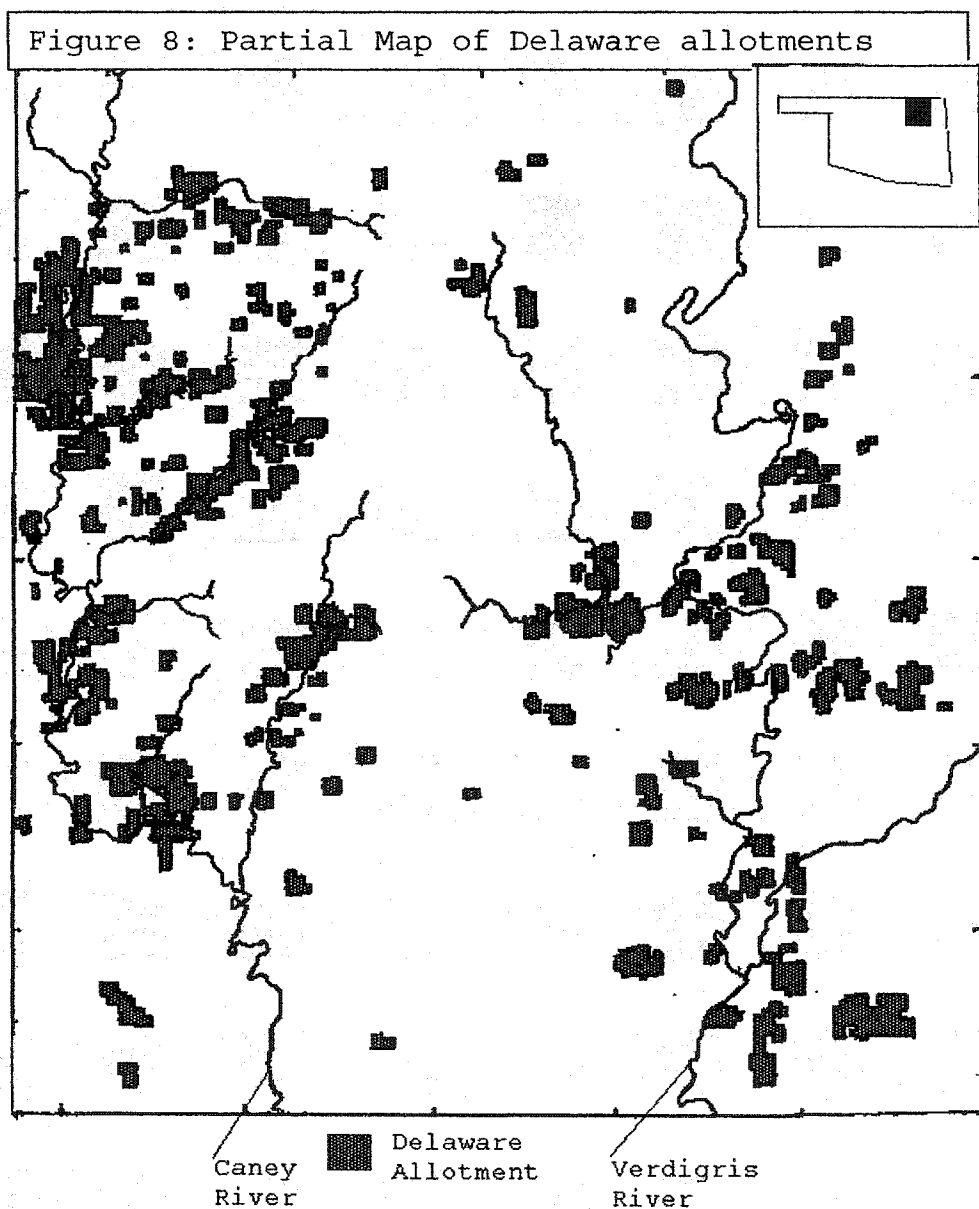 Figure 8: Partial Map of Delaware allotments
Delaware
Allotment
Caney
River
Verdigris
River